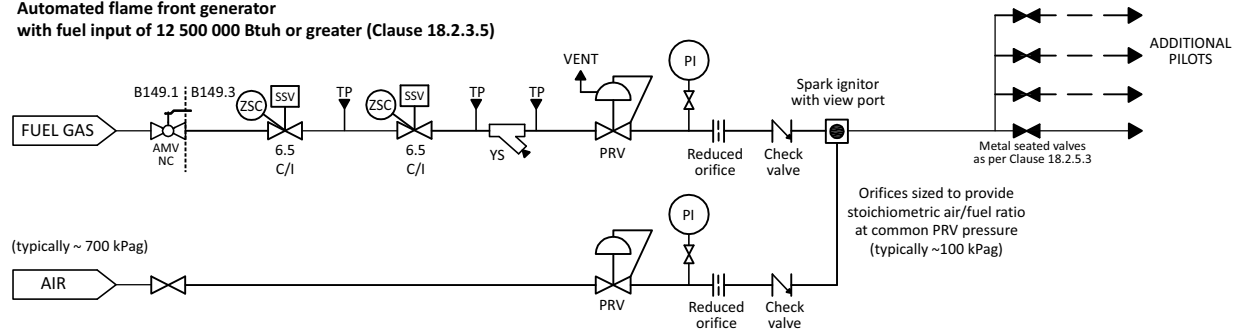 Automated flame front generator
with fuel input of 12 500 000 Btuh or greater (Clause 18.2.3.5)
ADDITIONAL
PILOTS
VENT
PI
Spark ignitor
with view port
B149.1
B149.3
ZSC
SSV
TP
ZSC
SSV
TP
TP
FUEL GAS
AMV
NC
6.5
C/I
6.5
C/I
YS
PRV
Reduced
orifice
Check
valve
Metal seated valves
as per Clause 18.2.5.3
Orifices sized to provide
stoichiometric air/fuel ratio
at common PRV pressure
(typically ~100 kPag)
PI
(typically ~ 700 kPag)
AIR
PRV
Reduced
orifice
Check
valve